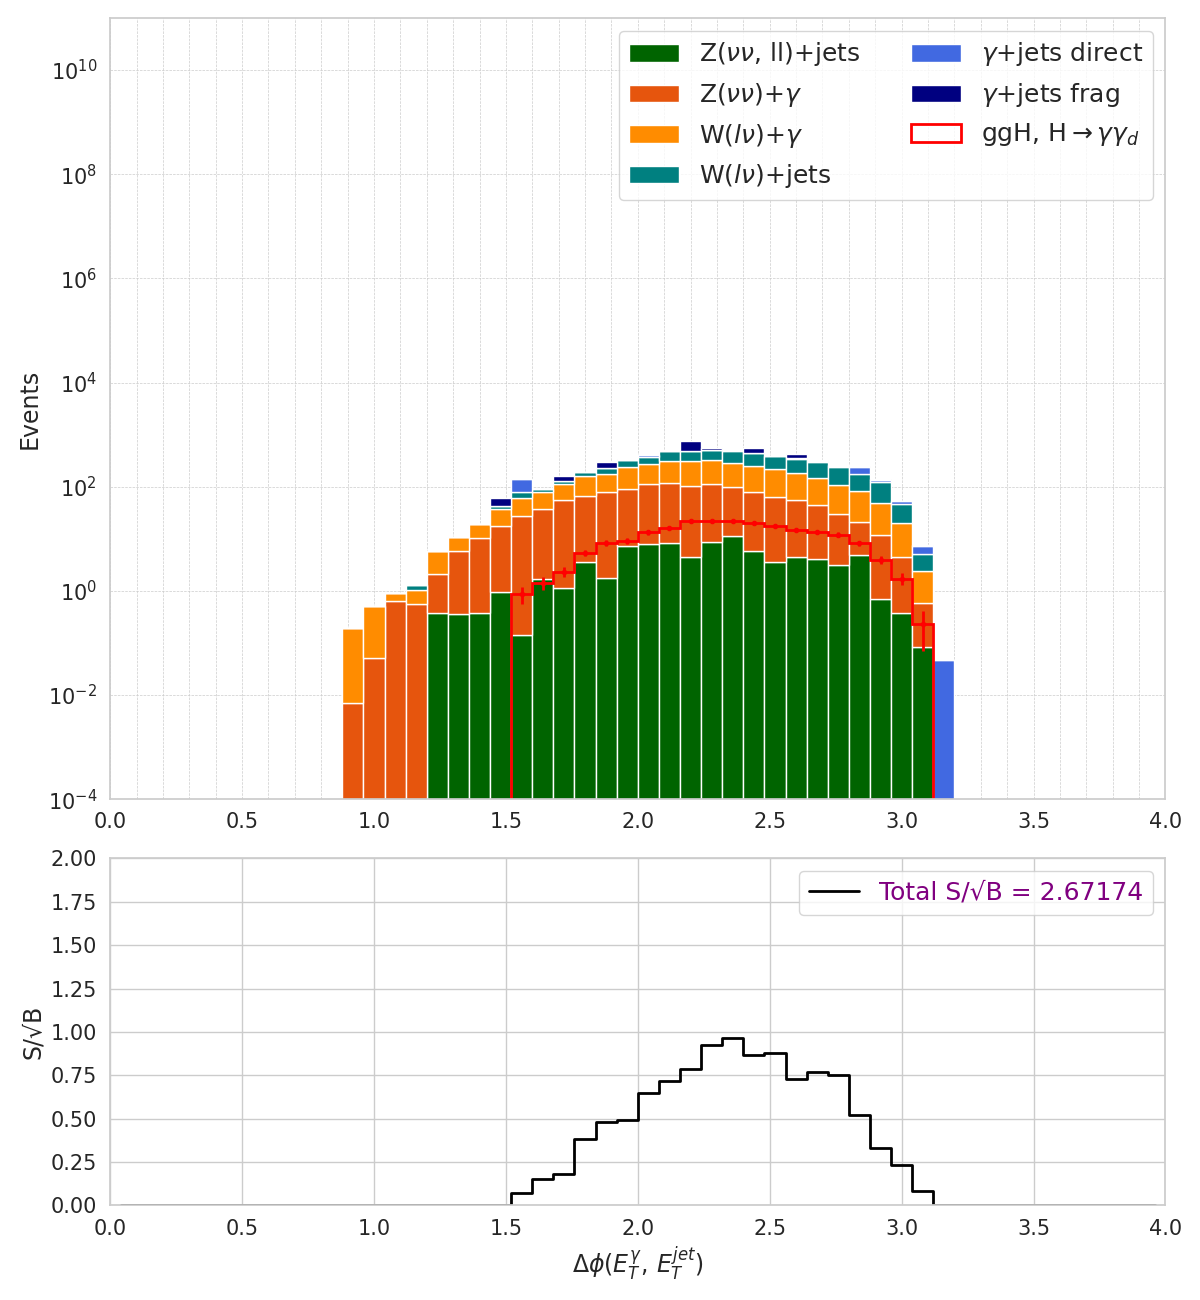 Z(νν, ll)+jets
Z(νν)+γ
W(lν)+γ
W(lν)+jets
γ+jets direct
γ+jets frag
ggH, H→γγ_d
Events
10^10
10^8
10^6
10^4
10^2
10^0
10^−2
10^−4
0.0 0.5 1.0 1.5 2.0 2.5 3.0 3.5 4.0
Total S/√B = 2.67174
S/√B
2.00
1.75
1.50
1.25
1.00
0.75
0.50
0.25
0.00
0.0 0.5 1.0 1.5 2.0 2.5 3.0 3.5 4.0
Δϕ(E_T^γ, E_T^jet)